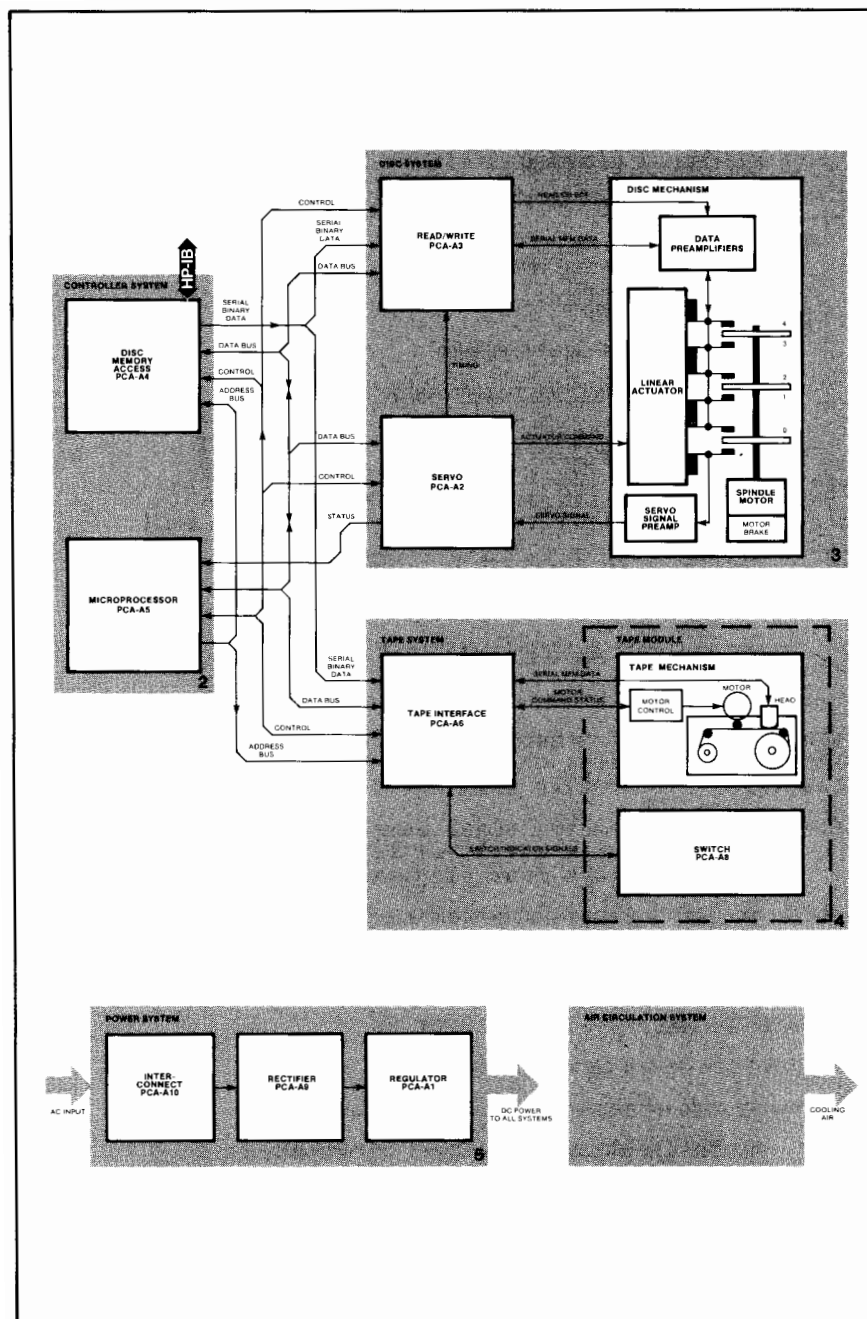 DISC SYSTEM
READ/WRITE
PCA-A3
DISC MECHANISM
DATA
PREAMPLIFIERS
CONTROL
SERIAL
BINARY
DATA
DATA BUS
SERIAL MFM DATA
HP-IB
CONTROLLER SYSTEM
DISC
MEMORY
ACCESS
PCA-A4
SERIAL
BINARY DATA
DATA BUS
CONTROL
ADDRESS
BUS
TIMING
LINEAR
ACTUATOR
4
3
2
1
0
SERVO
PCA-A2
DATA BUS
CONTROL
STATUS
ACTUATOR COMMAND
SERVO SIGNAL
SERVO
SIGNAL
PREAMP
SPINDLE
MOTOR
MOTOR
BRAKE
3
MICROPROCESSOR
PCA-A5
2
TAPE SYSTEM
TAPE INTERFACE
PCA-A6
SERIAL
BINARY
DATA
DATA BUS
CONTROL
ADDRESS
BUS
SERIAL MFM DATA
MOTOR
COMMAND STATUS
TAPE MODULE
TAPE MECHANISM
MOTOR
CONTROL
MOTOR
HEAD
SWITCH/INDICATOR SIGNALS
SWITCH
PCA-A8
4
POWER SYSTEM
AC INPUT
INTER-
CONNECT
PCA-A10
RECTIFIER
PCA-A9
REGULATOR
PCA-A1
DC POWER
TO ALL SYSTEMS
5
AIR CIRCULATION SYSTEM
COOLING
AIR